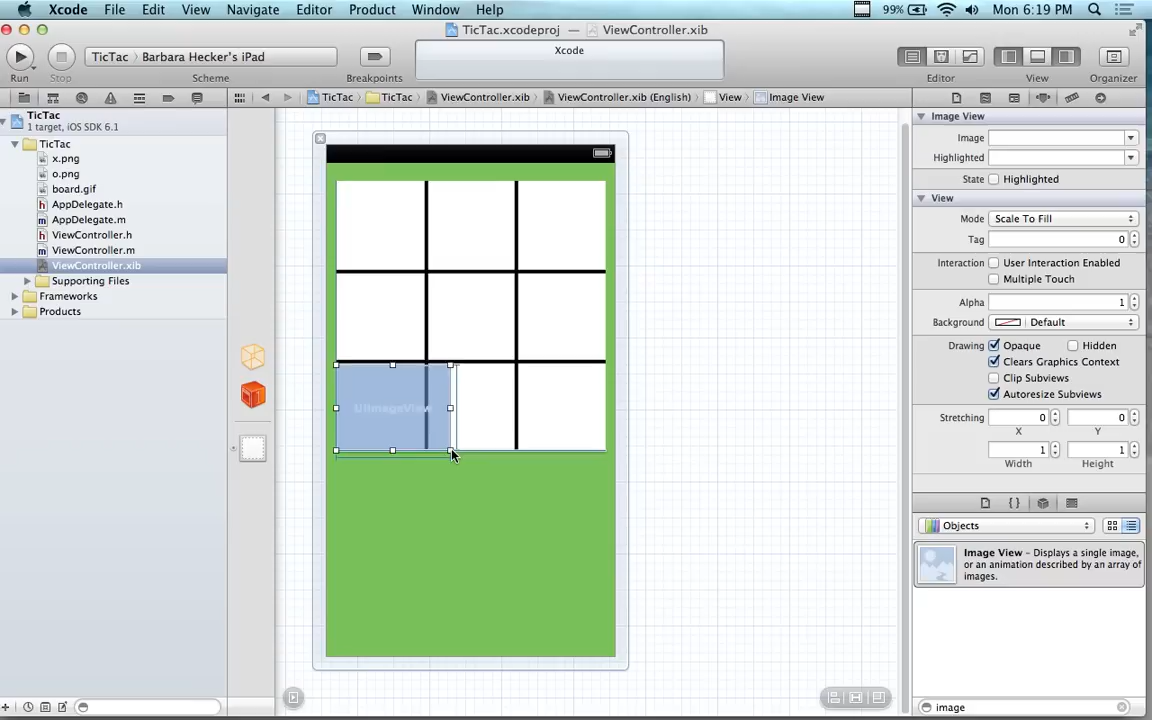 Xcode File Edit View Navigate Editor Product Window Help 99% Mon 6:19 PM
TicTac.xcodeproj — ViewController.xib
TicTac Barbara Hecker's iPad
Xcode
Run Stop Scheme Breakpoints Editor View Organizer
TicTac TicTac ViewController.xib ViewController.xib (English) View Image View
TicTac
1 target, iOS SDK 6.1
TicTac
x.png
o.png
board.gif
AppDelegate.h
AppDelegate.m
ViewController.h
ViewController.m
ViewController.xib
Supporting Files
Frameworks
Products
UIImageView
Image View
Image
Highlighted
State Highlighted
View
Mode Scale To Fill
Tag 0
Interaction User Interaction Enabled
Multiple Touch
Alpha 1
Background Default
Drawing Opaque Hidden
Clears Graphics Context
Clip Subviews
Autoresize Subviews
Stretching 0 0
X Y
1 1
Width Height
Objects
Image View – Displays a single image,
or an animation described by an array of
images.
image